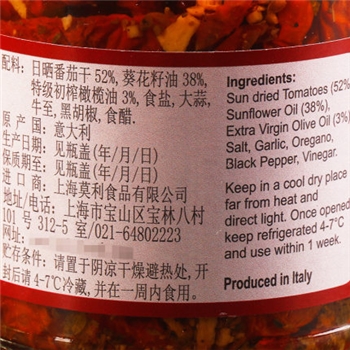 配料: 日晒番茄干 52%, 葵花籽油 38%,
特级初榨橄榄油 3%, 食盐, 大蒜,
牛至, 黑胡椒, 食醋.
原 产 国: 意大利
生产日期: 见瓶盖(年/月/日)
保质期至: 见瓶盖(年/月/日)
进 口 商: 上海莫利食品有限公司
地址/电话: 上海市宝山区宝林八村
101 号 312-5 室/021-64802223
网址:
贮存条件: 请置于阴凉干燥避热处, 开
封后请 4-7℃冷藏, 并在一周内食用。
Ingredients:
Sun dried Tomatoes (52%
Sunflower Oil (38%),
Extra Virgin Olive Oil (3%)
Salt, Garlic, Oregano,
Black Pepper, Vinegar.
Keep in a cool dry place
far from heat and
direct light. Once opened
keep refrigerated 4-7°C
and use within 1 week.
Produced in Italy